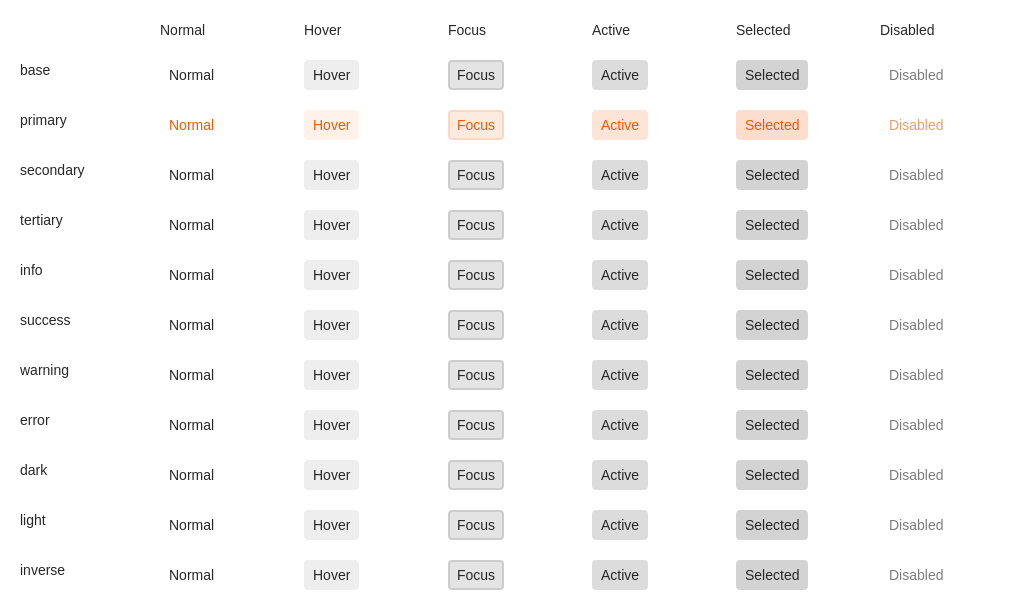 Normal Hover Focus Active Selected Disabled
base Normal Hover Focus Active Selected Disabled
primary Normal Hover Focus Active Selected Disabled
secondary Normal Hover Focus Active Selected Disabled
tertiary Normal Hover Focus Active Selected Disabled
info Normal Hover Focus Active Selected Disabled
success Normal Hover Focus Active Selected Disabled
warning Normal Hover Focus Active Selected Disabled
error Normal Hover Focus Active Selected Disabled
dark Normal Hover Focus Active Selected Disabled
light Normal Hover Focus Active Selected Disabled
inverse Normal Hover Focus Active Selected Disabled